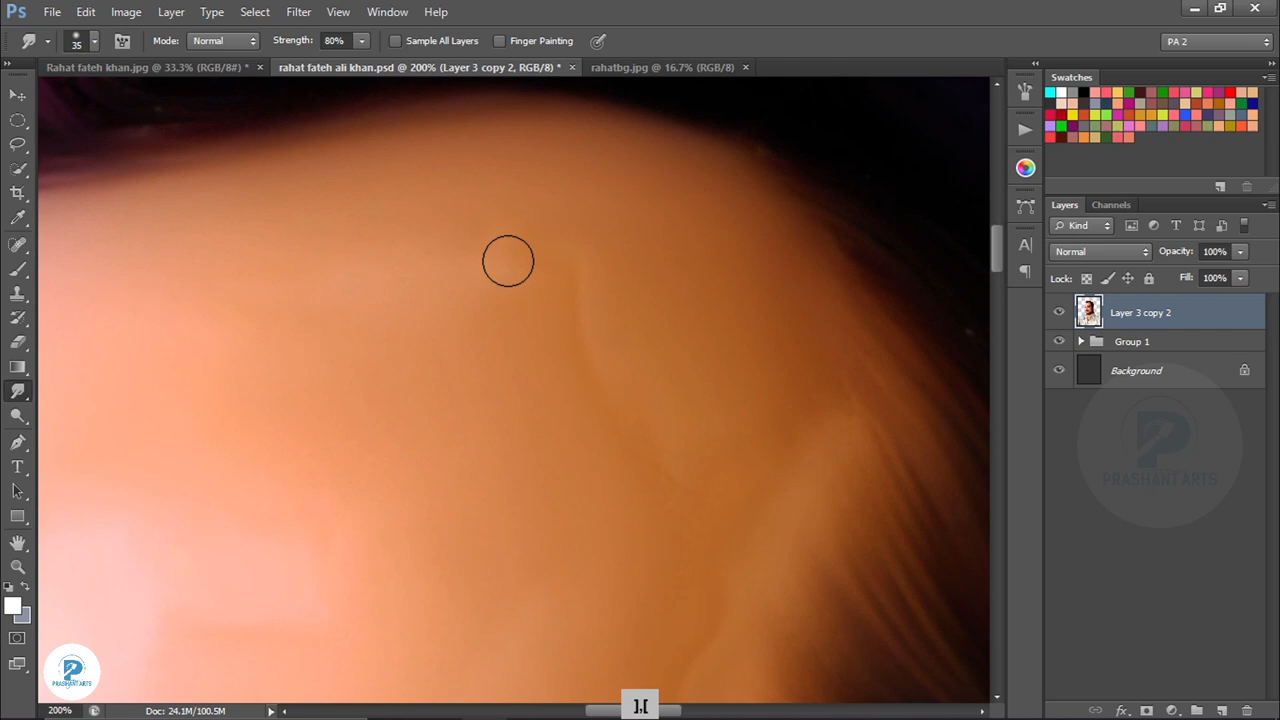 Ps File Edit Image Layer Type Select Filter View Window Help
35 Mode: Normal Strength: 80% Sample All Layers Finger Painting PA 2
Rahat fateh khan.jpg @ 33.3% (RGB/8#) * × rahat fateh ali khan.psd @ 200% (Layer 3 copy 2, RGB/8) * × rahatbg.jpg @ 16.7% (RGB/8) ×
Swatches
Layers Channels
Kind
Normal Opacity: 100%
Lock: Fill: 100%
Layer 3 copy 2
Group 1
Background
PRASHANT ARTS
PRASHANT ARTS
200% Doc: 24.1M/100.5M
],[